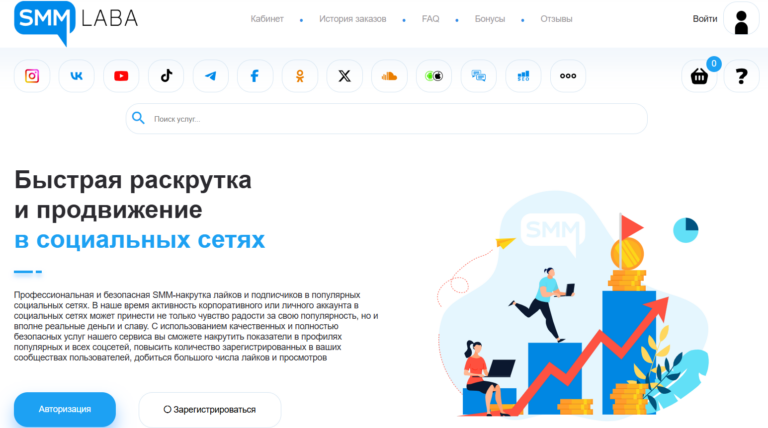 SMM LABA
Кабинет
История заказов
FAQ
Бонусы
Отзывы
Войти
0
?
Поиск услуг...
Быстрая раскрутка
и продвижение
в социальных сетях
Профессиональная и безопасная SMM-накрутка лайков и подписчиков в популярных
социальных сетях. В наше время активность корпоративного или личного аккаунта в
социальных сетях может принести не только чувство радости за свою популярность, но и
вполне реальные деньги и славу. С использованием качественных и полностью
безопасных услуг нашего сервиса вы сможете накрутить показатели в профилях
популярных и всех соцсетей, повысить количество зарегистрированных в ваших
сообществах пользователей, добиться большого числа лайков и просмотров
SMM
Авторизация
Зарегистрироваться